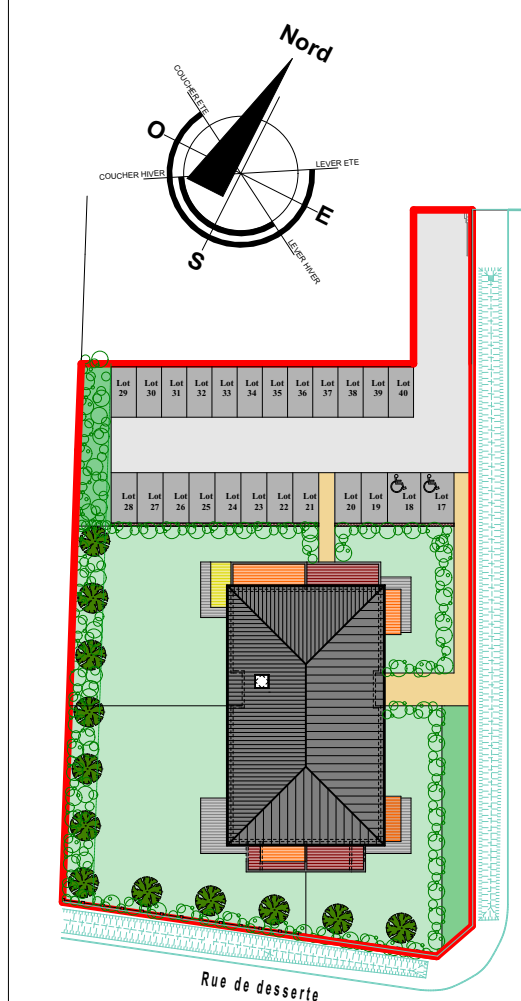 Nord
COUCHER ETE
O
COUCHER HIVER
LEVER ETE
E
S
LEVER HIVER
Lot 29
Lot 30
Lot 31
Lot 32
Lot 33
Lot 34
Lot 35
Lot 36
Lot 37
Lot 38
Lot 39
Lot 40
Lot 28
Lot 27
Lot 26
Lot 25
Lot 24
Lot 23
Lot 22
Lot 21
Lot 20
Lot 19
Lot 18
Lot 17
Rue de desserte